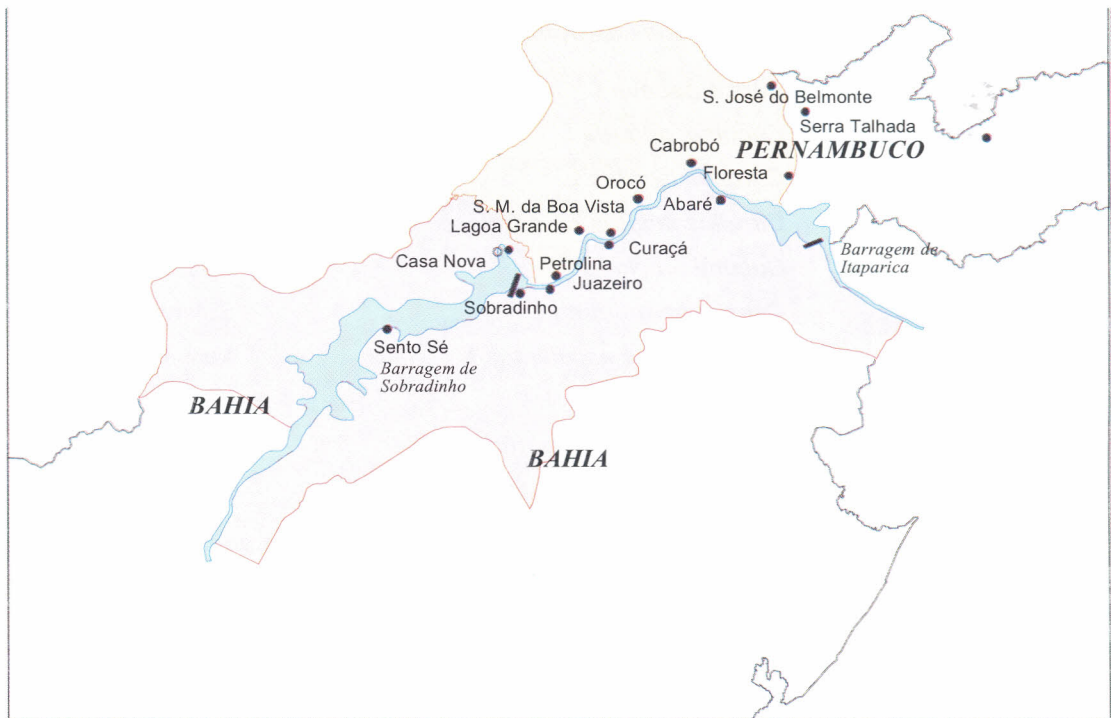 S. José do Belmonte
Serra Talhada
Cabrobó
PERNAMBUCO
Floresta
Orocó
Abaré
S. M. da Boa Vista
Lagoa Grande
Curaçá
Barragem de
Itaparica
Casa Nova
Petrolina
Juazeiro
Sobradinho
Sento Sé
Barragem de
Sobradinho
BAHIA
BAHIA